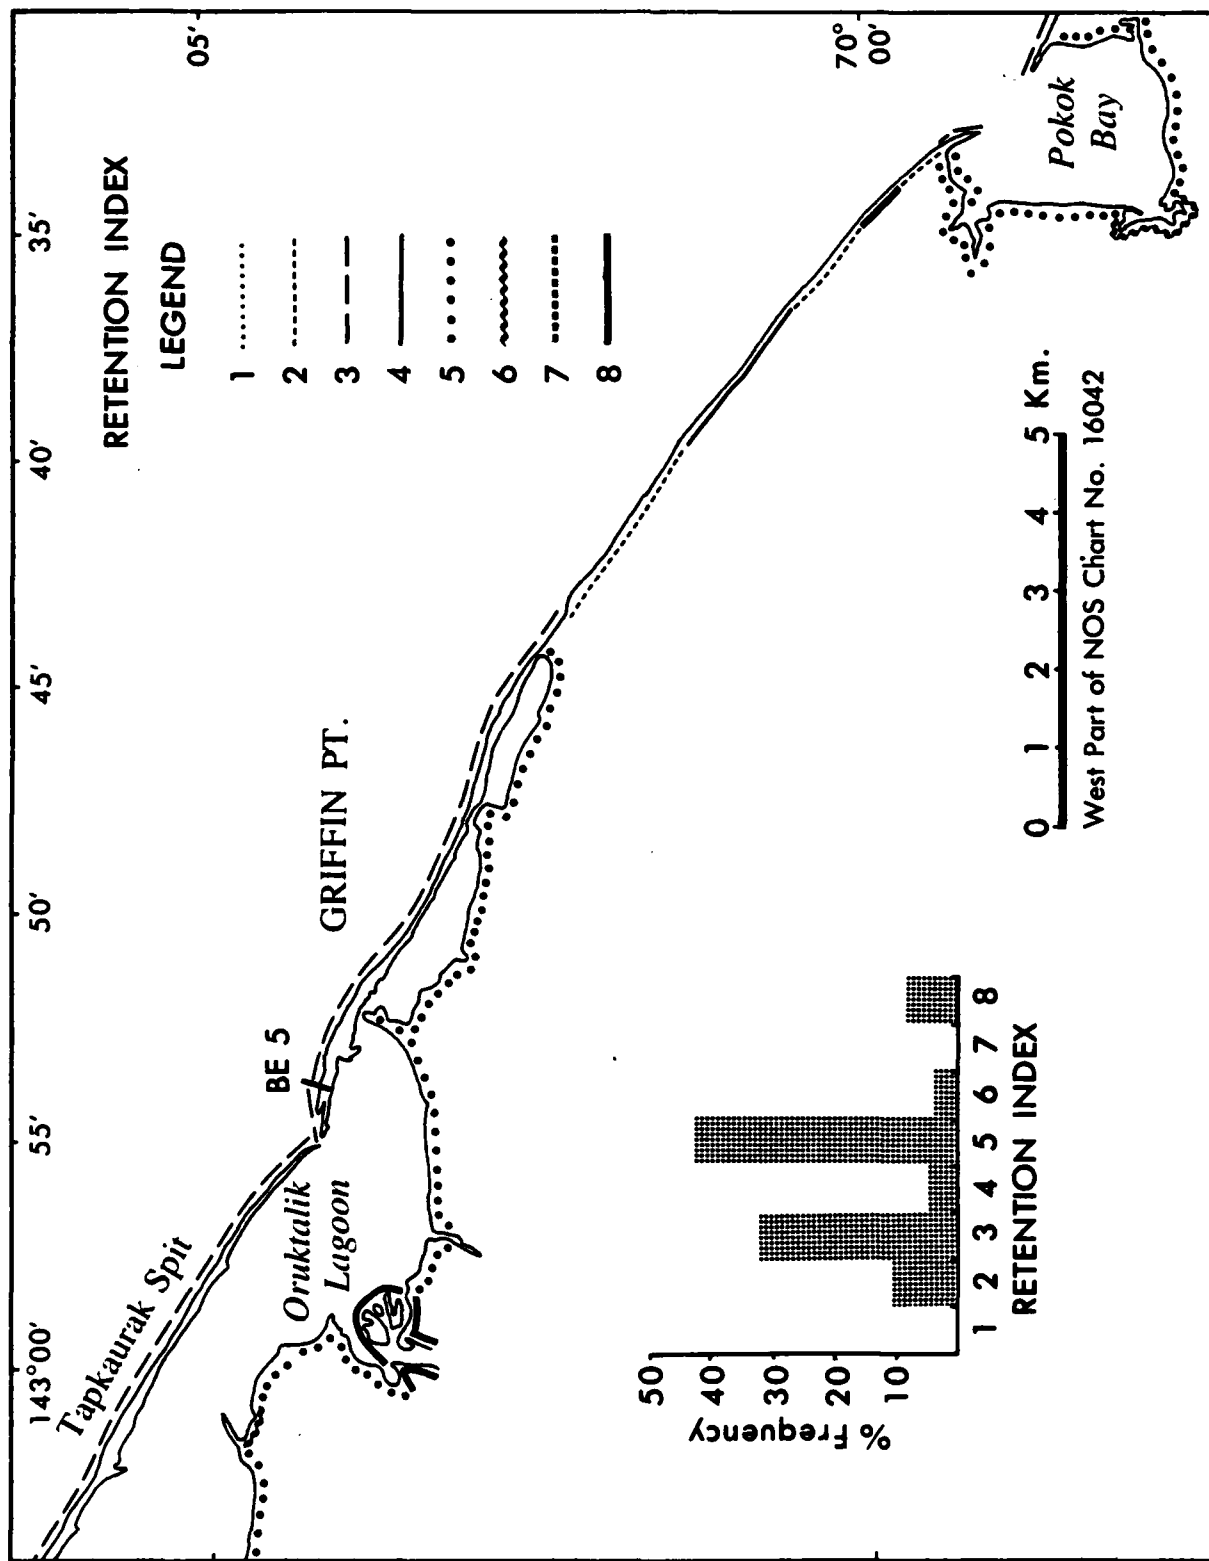 143°00′ 55′ 50′ 45′ 40′ 35′
05′
70°
00′
RETENTION INDEX
LEGEND
1
2
3
4
5
6
7
8
Tapkaurak Spit
BE 5
GRIFFIN PT.
Oruktalik
Lagoon
Pokok
Bay
% Frequency
50
40
30
20
10
1 2 3 4 5 6 7 8
RETENTION INDEX
0 1 2 3 4 5 Km.
West Part of NOS Chart No. 16042